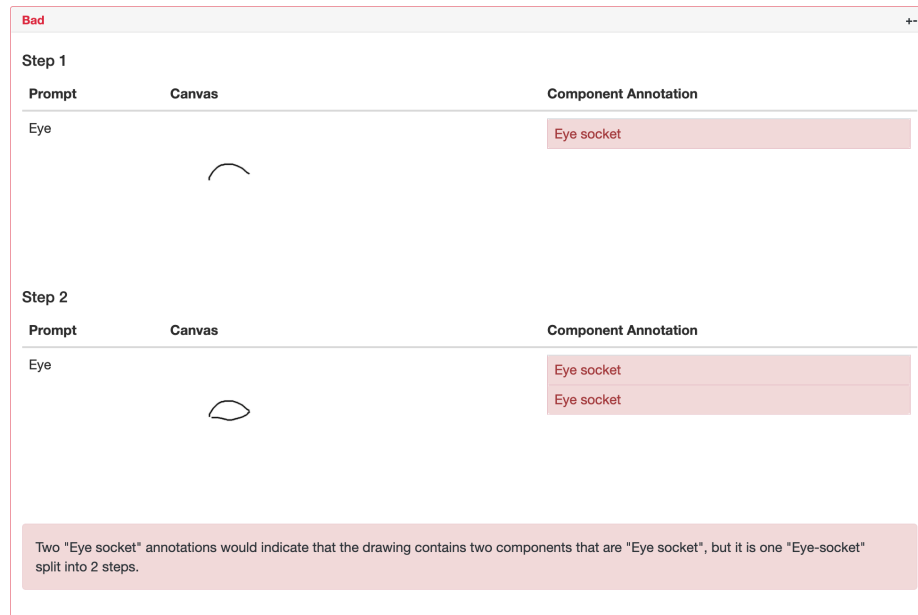 Bad +-
Step 1
Prompt Canvas Component Annotation
Eye Eye socket
Step 2
Prompt Canvas Component Annotation
Eye Eye socket
Eye socket
Two "Eye socket" annotations would indicate that the drawing contains two components that are "Eye socket", but it is one "Eye-socket"
split into 2 steps.